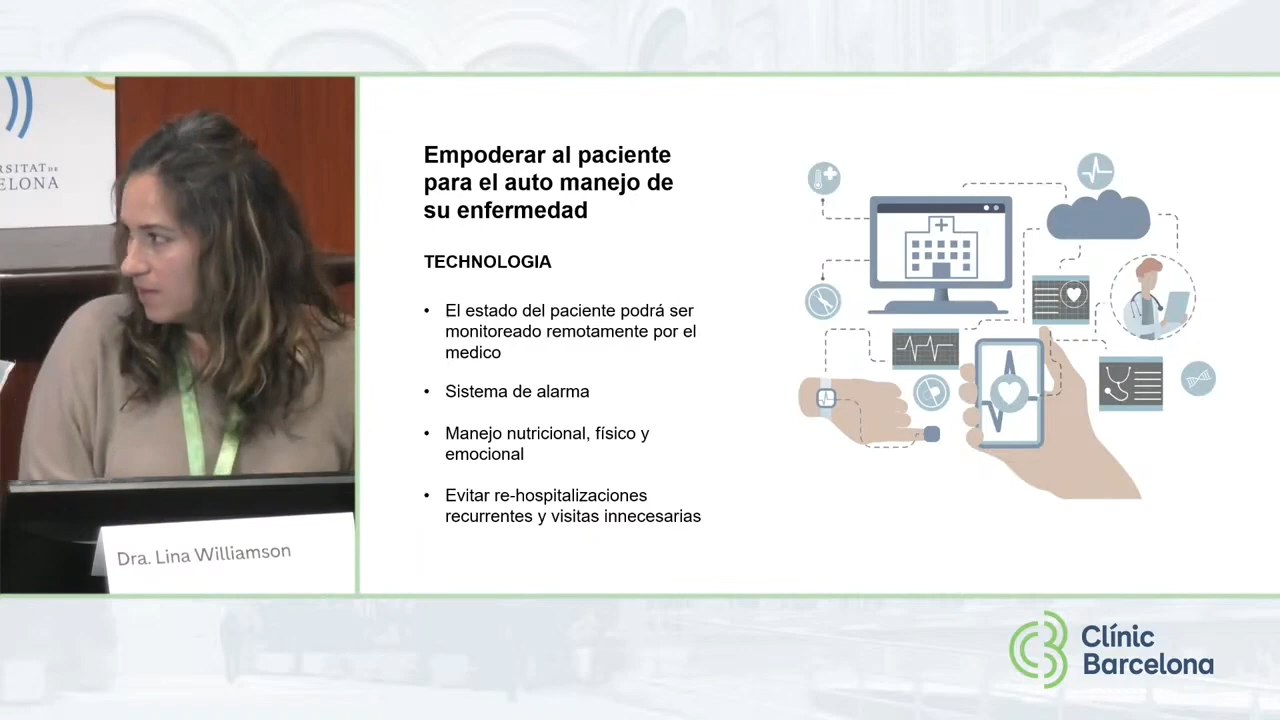 Empoderar al paciente
para el auto manejo de
su enfermedad
TECHNOLOGIA
• El estado del paciente podrá ser
monitoreado remotamente por el
medico
• Sistema de alarma
• Manejo nutricional, físico y
emocional
• Evitar re-hospitalizaciones
recurrentes y visitas innecesarias
Dra. Lina Williamson
Clínic
Barcelona